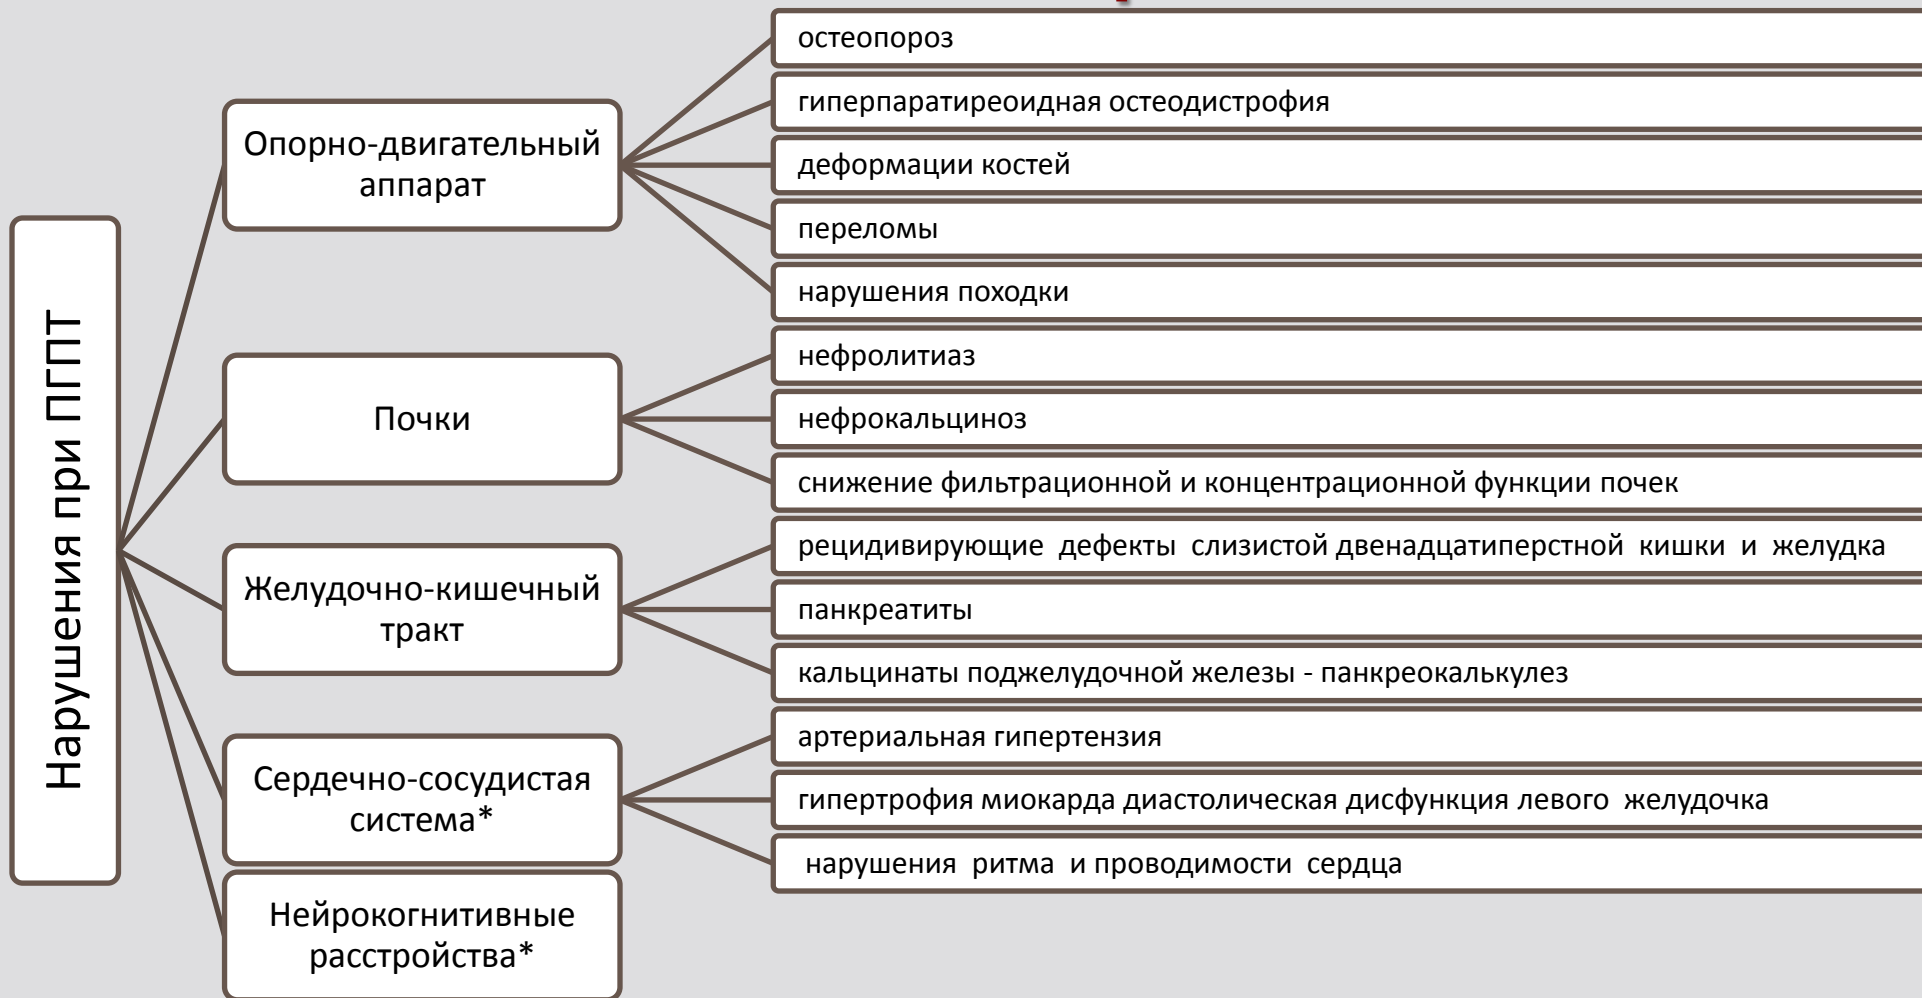 Нарушения при ПГПТ
Опорно-двигательный
аппарат
остеопороз
гиперпаратиреоидная остеодистрофия
деформации костей
переломы
нарушения походки
Почки
нефролитиаз
нефрокальциноз
снижение фильтрационной и концентрационной функции почек
Желудочно-кишечный
тракт
рецидивирующие дефекты слизистой двенадцатиперстной кишки и желудка
панкреатиты
кальцинаты поджелудочной железы - панкреокалькулез
Сердечно-сосудистая
система*
артериальная гипертензия
гипертрофия миокарда диастолическая дисфункция левого желудочка
нарушения ритма и проводимости сердца
Нейрокогнитивные
расстройства*